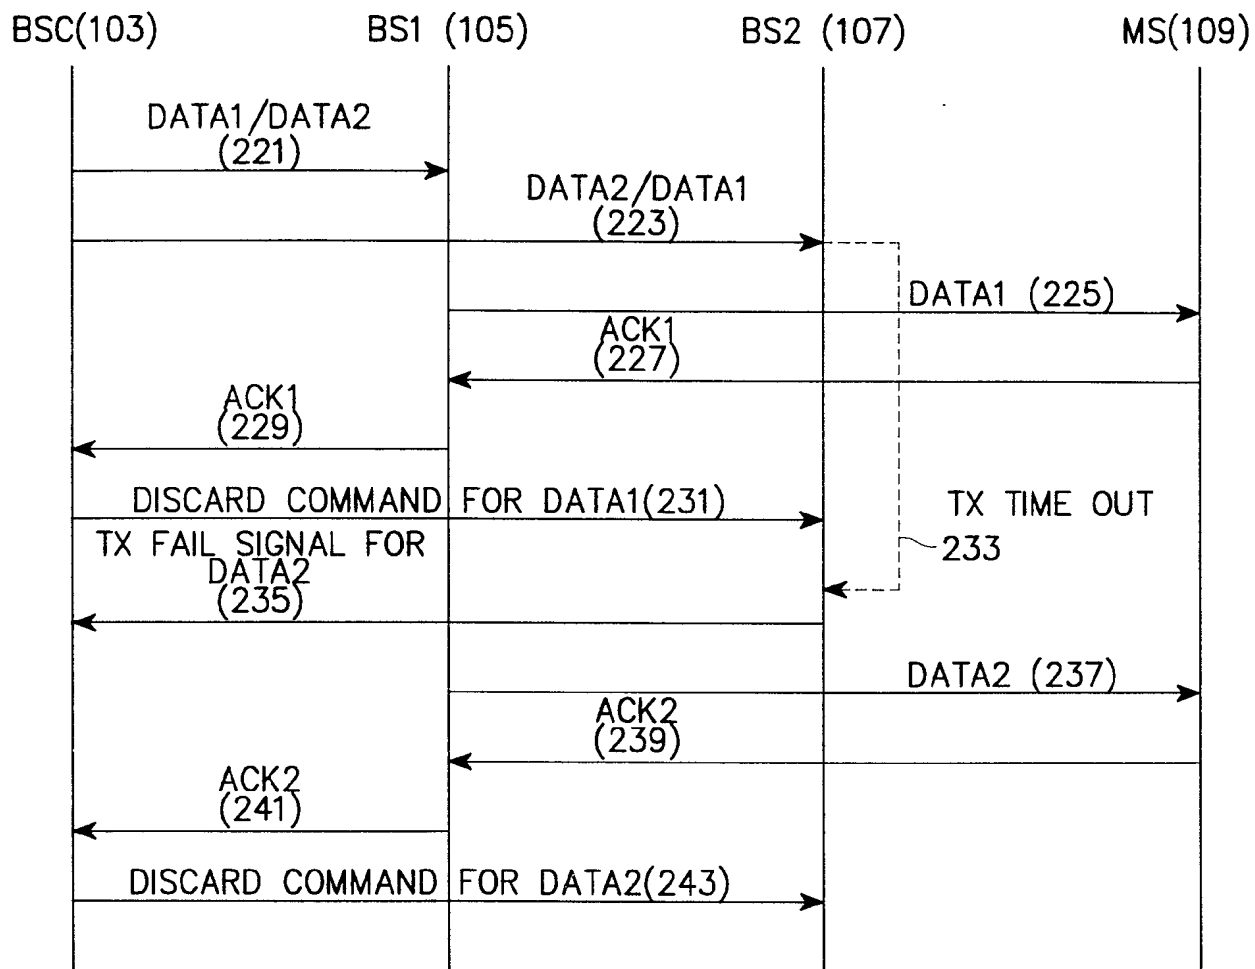 BSC(103) BS1 (105) BS2 (107) MS(109)
DATA1/DATA2
(221)
DATA2/DATA1
(223)
DATA1 (225)
ACK1
(227)
ACK1
(229)
DISCARD COMMAND FOR DATA1(231)
TX TIME OUT
233
TX FAIL SIGNAL FOR
DATA2
(235)
DATA2 (237)
ACK2
(239)
ACK2
(241)
DISCARD COMMAND FOR DATA2(243)